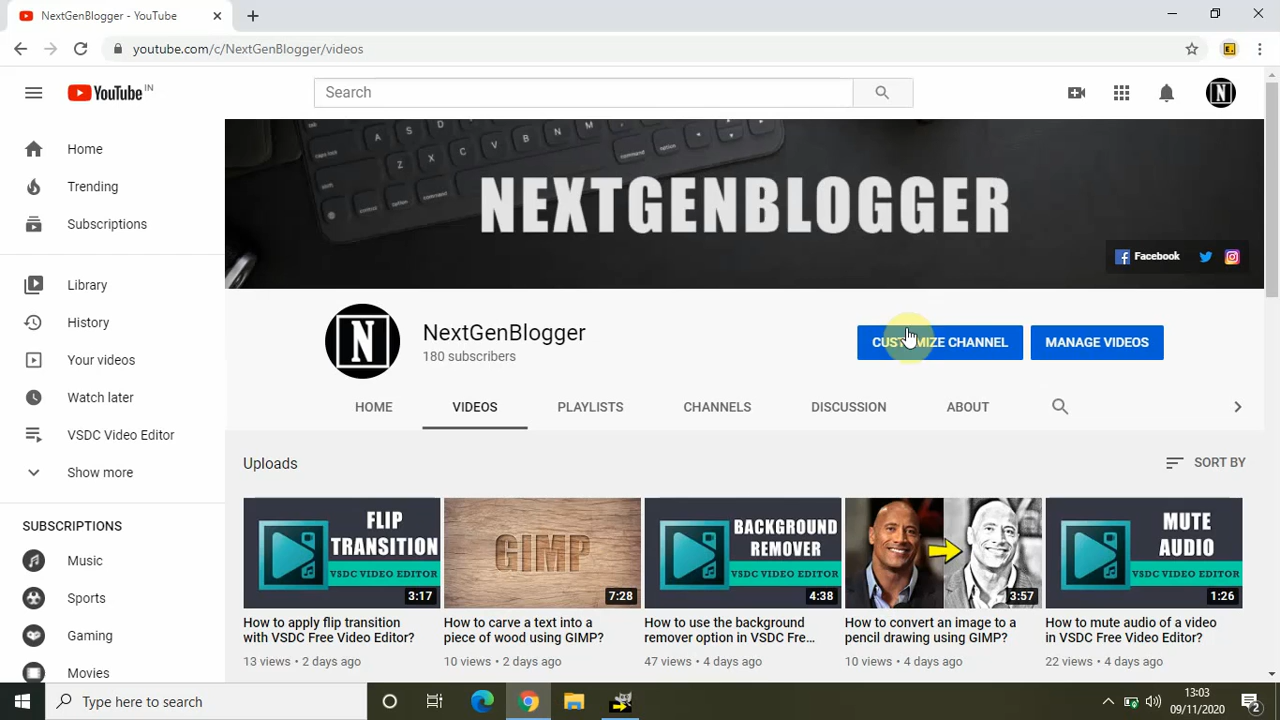 NextGenBlogger - YouTube
youtube.com/c/NextGenBlogger/videos
YouTube IN
Search
N
NEXTGENBLOGGER
Facebook
Home
Trending
Subscriptions
Library
History
Your videos
Watch later
VSDC Video Editor
Show more
SUBSCRIPTIONS
Music
Sports
Gaming
Movies
N
NextGenBlogger
180 subscribers
CUSTOMIZE CHANNEL
MANAGE VIDEOS
HOME
VIDEOS
PLAYLISTS
CHANNELS
DISCUSSION
ABOUT
Uploads
SORT BY
FLIP
TRANSITION
VSDC VIDEO EDITOR
3:17
How to apply flip transition
with VSDC Free Video Editor?
13 views • 2 days ago
GIMP
7:28
How to carve a text into a
piece of wood using GIMP?
10 views • 2 days ago
BACKGROUND
REMOVER
VSDC VIDEO EDITOR
4:38
How to use the background
remover option in VSDC Fre...
47 views • 4 days ago
3:57
How to convert an image to a
pencil drawing using GIMP?
10 views • 4 days ago
MUTE
AUDIO
VSDC VIDEO EDITOR
1:26
How to mute audio of a video
in VSDC Free Video Editor?
22 views • 4 days ago
Type here to search
13:03
09/11/2020
2